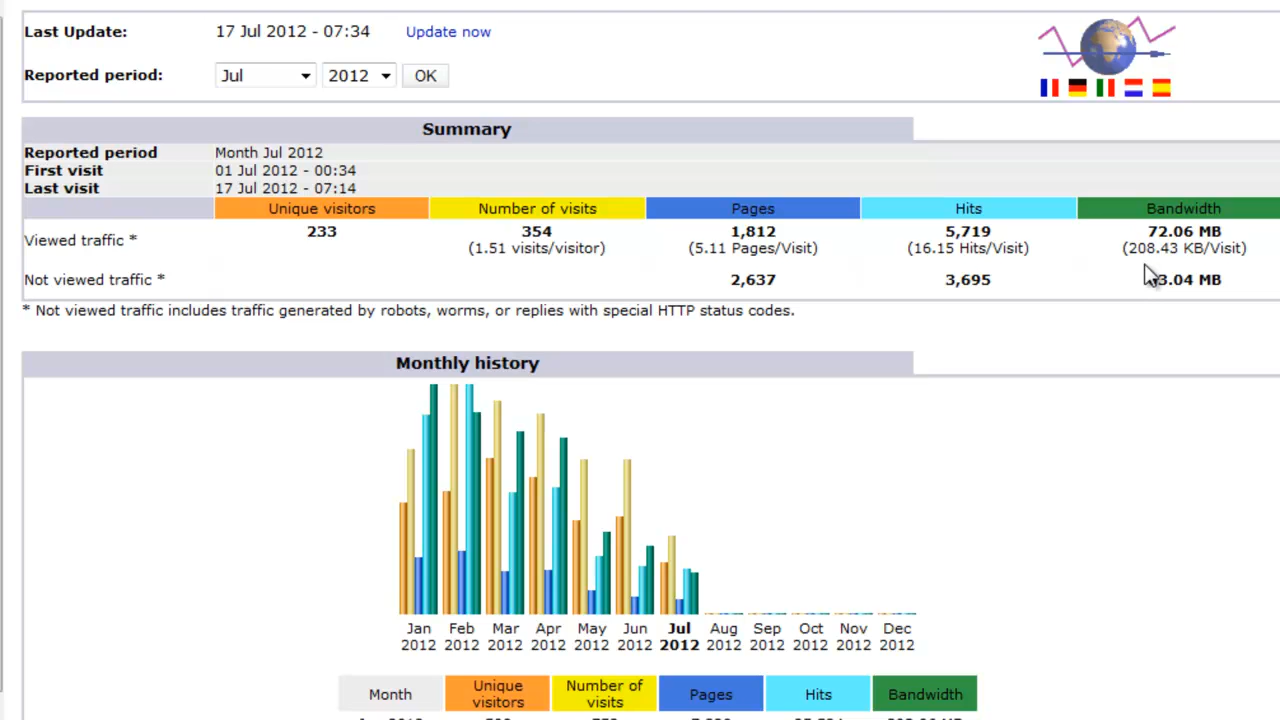 Last Update: 17 Jul 2012 - 07:34 Update now
Reported period: Jul 2012 OK
Summary
Reported period Month Jul 2012
First visit 01 Jul 2012 - 00:34
Last visit 17 Jul 2012 - 07:14
Unique visitors Number of visits Pages Hits Bandwidth
Viewed traffic * 233 354 1,812 5,719 72.06 MB
(1.51 visits/visitor) (5.11 Pages/Visit) (16.15 Hits/Visit) (208.43 KB/Visit)
Not viewed traffic * 2,637 3,695 3.04 MB
* Not viewed traffic includes traffic generated by robots, worms, or replies with special HTTP status codes.
Monthly history
Jan Feb Mar Apr May Jun Jul Aug Sep Oct Nov Dec
2012 2012 2012 2012 2012 2012 2012 2012 2012 2012 2012 2012
Month Unique visitors Number of visits Pages Hits Bandwidth